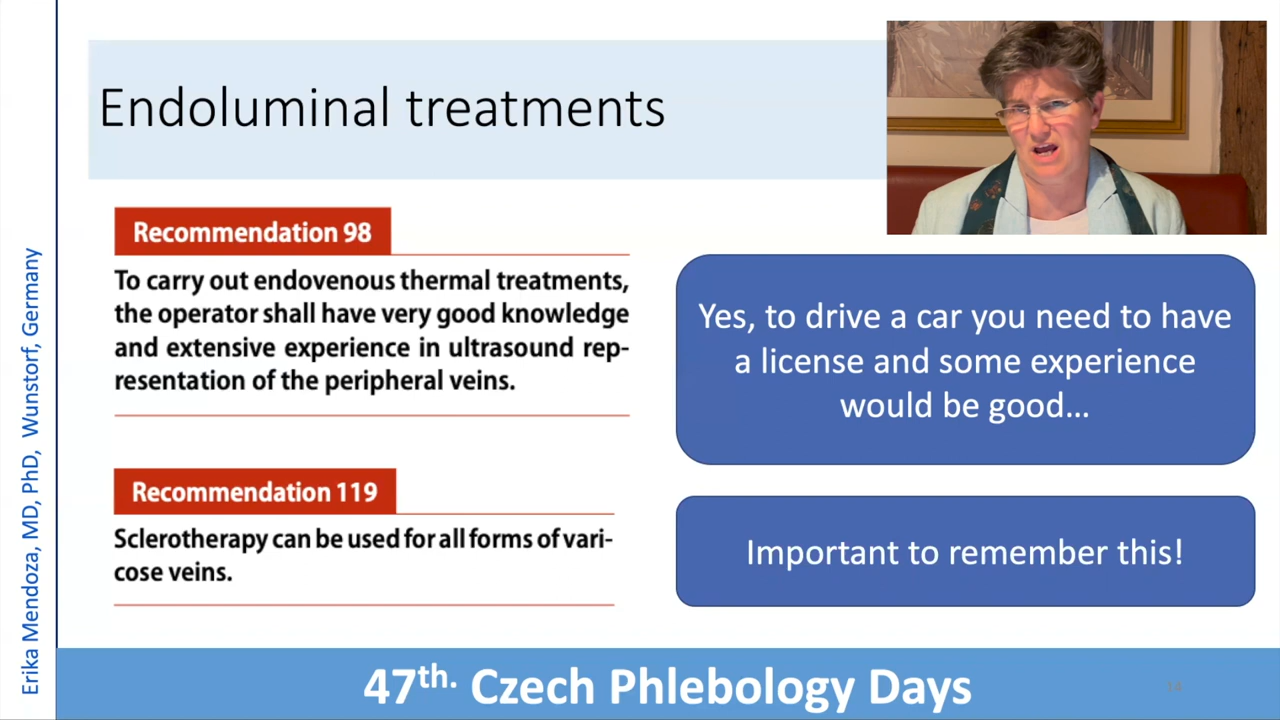 Endoluminal treatments
Recommendation 98
To carry out endovenous thermal treatments,
the operator shall have very good knowledge
and extensive experience in ultrasound rep-
resentation of the peripheral veins.
Yes, to drive a car you need to have
a license and some experience
would be good…
Recommendation 119
Sclerotherapy can be used for all forms of vari-
cose veins.
Important to remember this!
Erika Mendoza, MD, PhD, Wunstorf, Germany
47th. Czech Phlebology Days